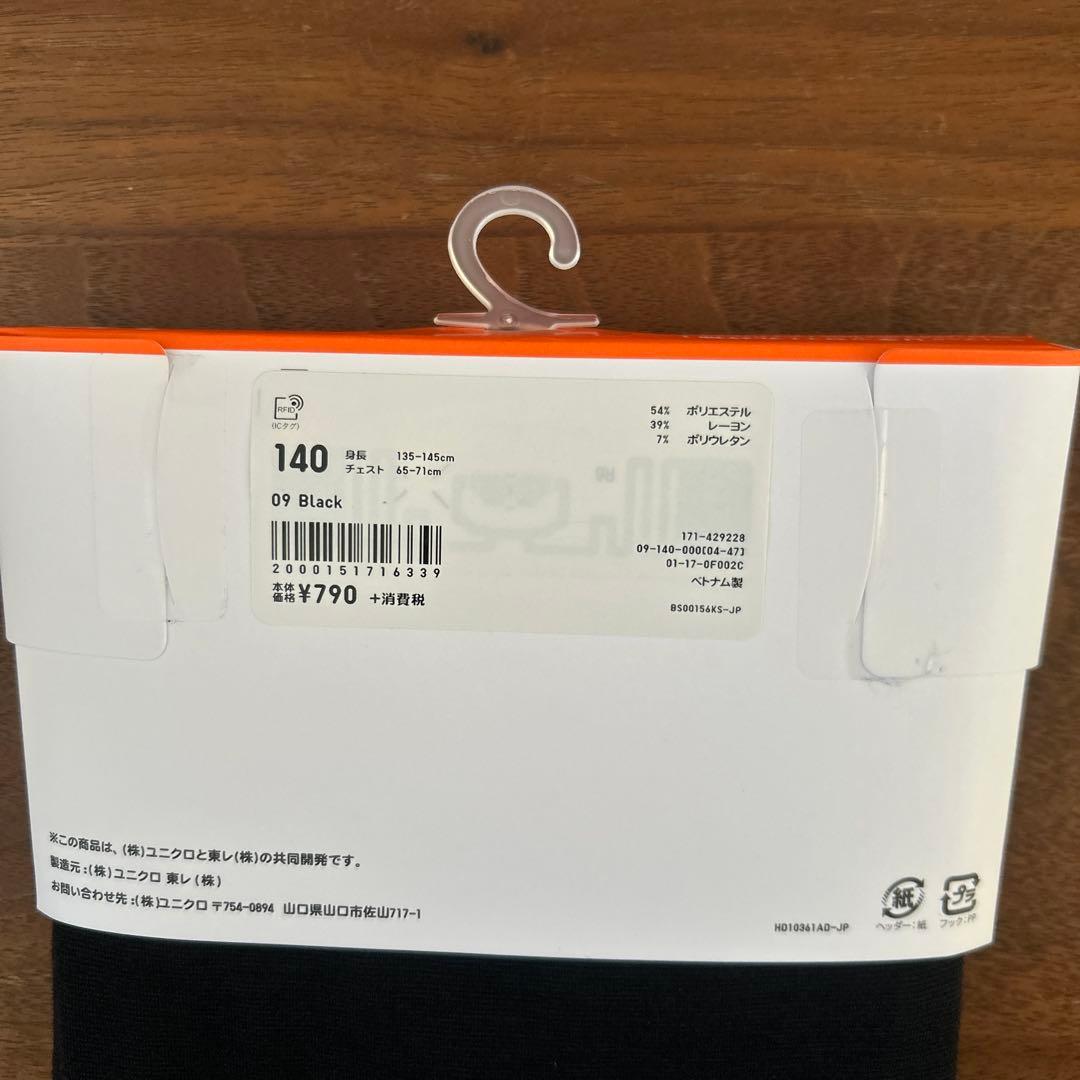 RFID
(ICタグ)
140 身長 135-145cm
チェスト 65-71cm
09 Black
2000151716339
本体価格 ¥790 +消費税
54% ポリエステル
39% レーヨン
7% ポリウレタン
171-429228
09-140-000[04-47]
01-17-0F002C
ベトナム製
BS00156KS-JP
※この商品は、(株)ユニクロと東レ(株)の共同開発です。
製造元:(株)ユニクロ 東レ(株)
お問い合わせ先:(株)ユニクロ 〒754-0894 山口県山口市佐山717-1
HD10361AD-JP
紙
ヘッダー:紙
プラ
フック:PP